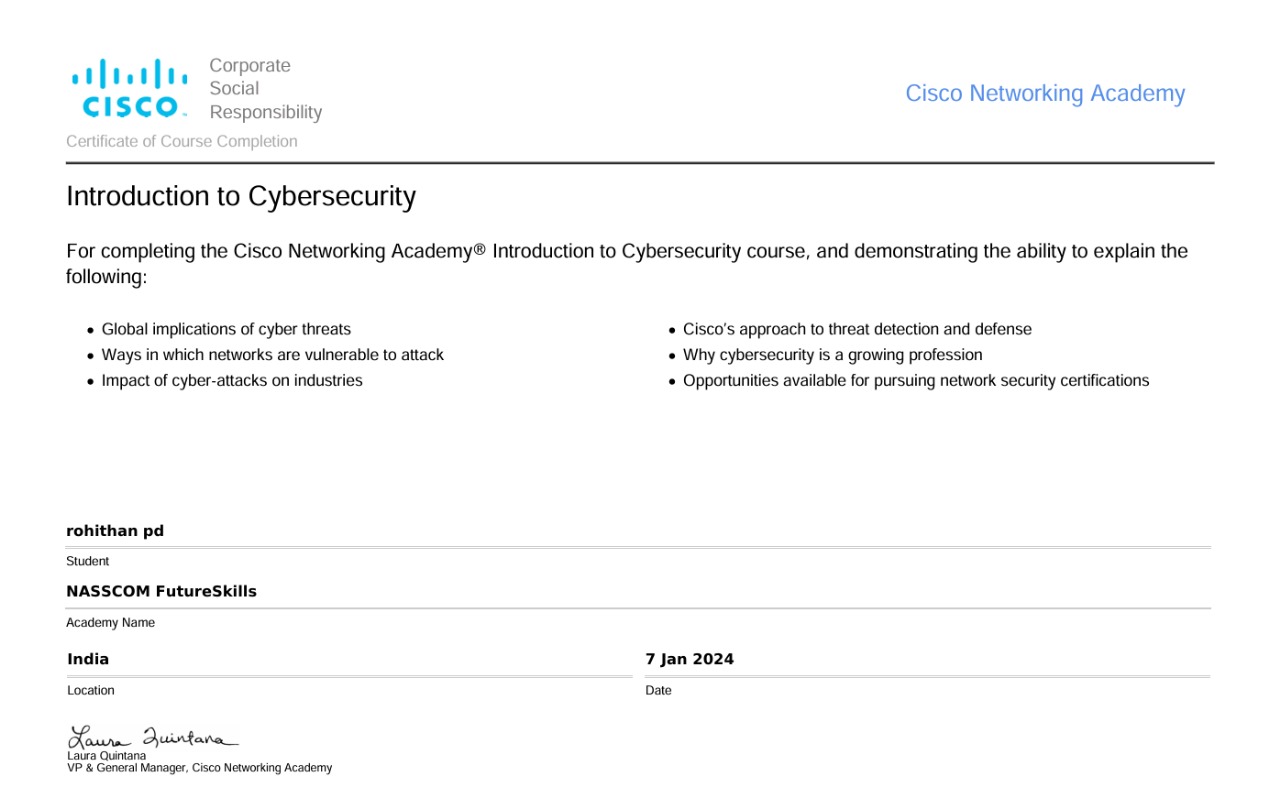 CISCO
Corporate
Social
Responsibility
Cisco Networking Academy
Certificate of Course Completion
Introduction to Cybersecurity
For completing the Cisco Networking Academy® Introduction to Cybersecurity course, and demonstrating the ability to explain the
following:
• Global implications of cyber threats
• Ways in which networks are vulnerable to attack
• Impact of cyber-attacks on industries
• Cisco's approach to threat detection and defense
• Why cybersecurity is a growing profession
• Opportunities available for pursuing network security certifications
rohithan pd
Student
NASSCOM FutureSkills
Academy Name
India
Location
7 Jan 2024
Date
Laura Quintana
Laura Quintana
VP & General Manager, Cisco Networking Academy